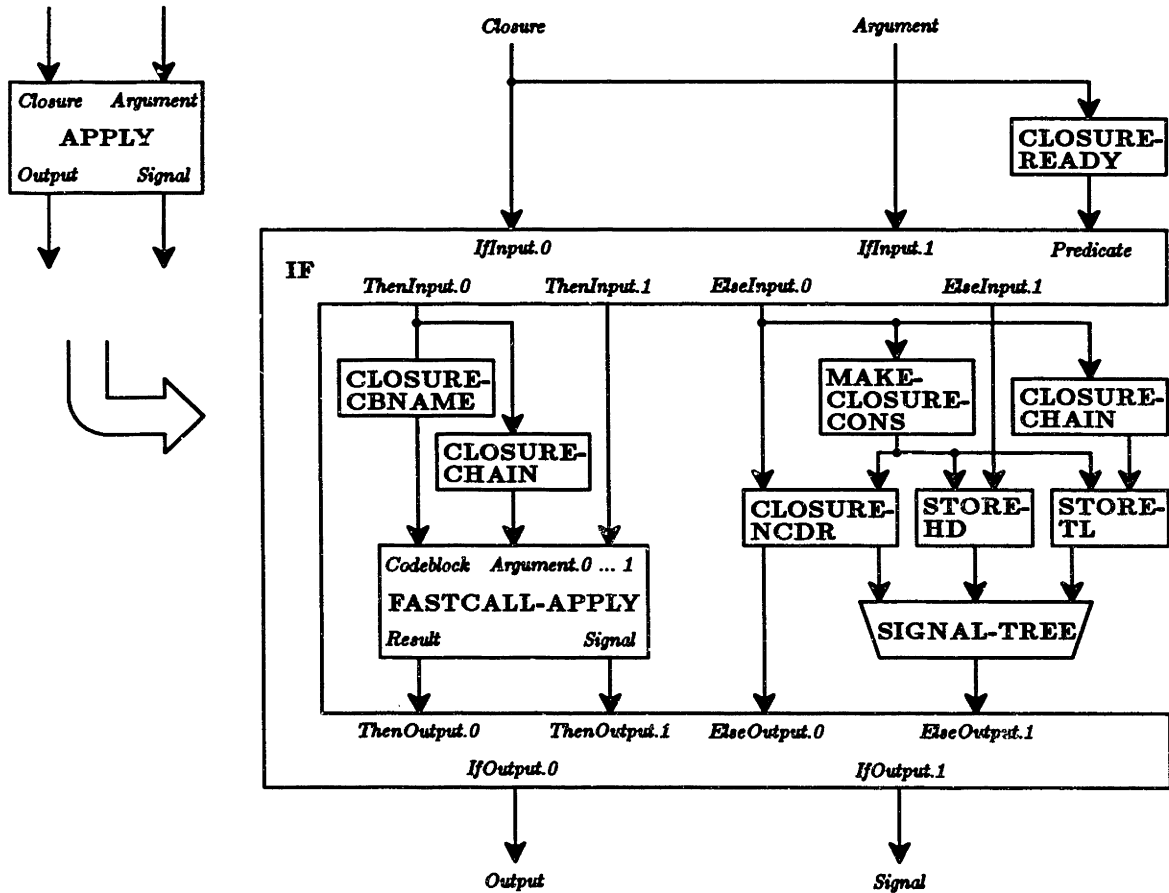 Closure Argument
APPLY
Output Signal
Closure Argument
CLOSURE-
READY
IfInput.0 IfInput.1 Predicate
IF
ThenInput.0 ThenInput.1 ElseInput.0 ElseInput.1
CLOSURE-
CBNAME
CLOSURE-
CHAIN
MAKE-
CLOSURE-
CONS
CLOSURE-
CHAIN
CLOSURE-
NCDR
STORE-
HD
STORE-
TL
Codeblock Argument.0 ... 1
FASTCALL-APPLY
Result Signal
SIGNAL-TREE
ThenOutput.0 ThenOutput.1 ElseOutput.0 ElseOutput.1
IfOutput.0 IfOutput.1
Output Signal